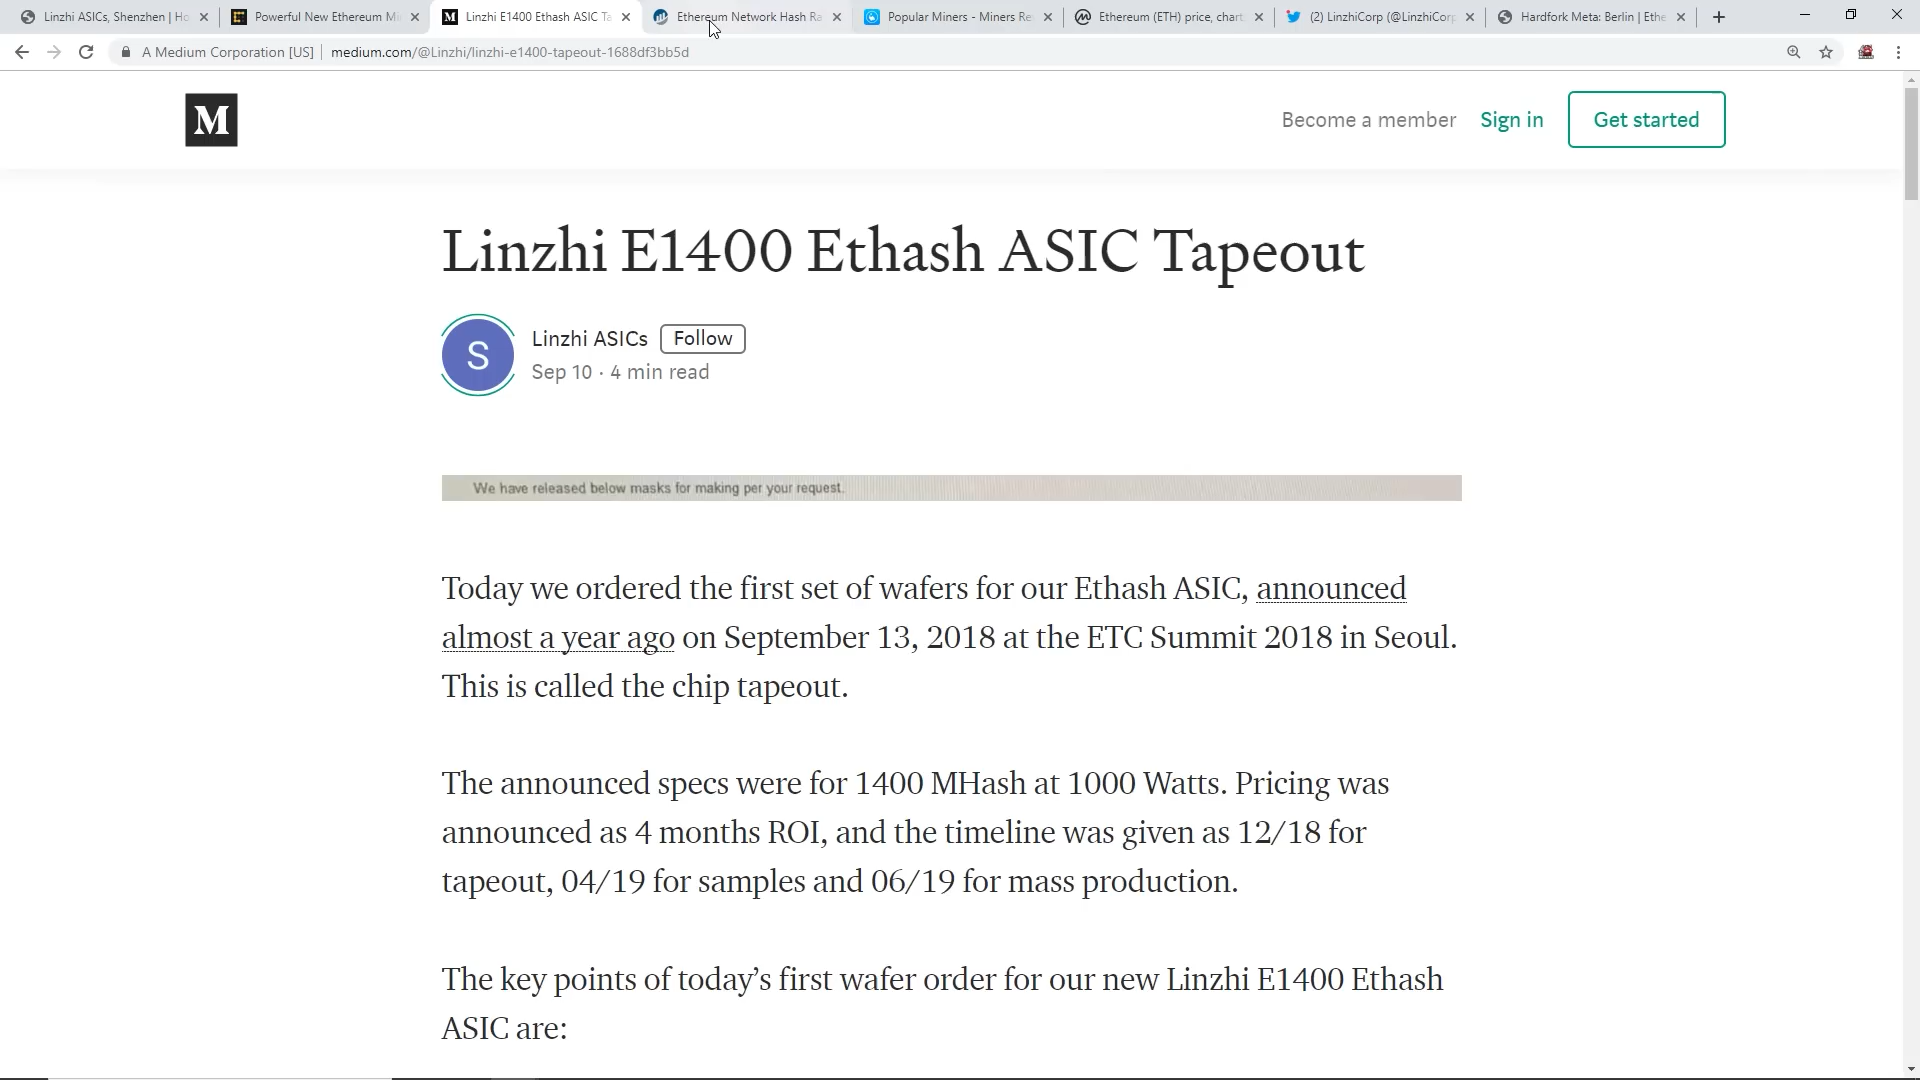 Linzhi ASICs, Shenzhen | Ho
Powerful New Ethereum Mi
Linzhi E1400 Ethash ASIC Ta
Ethereum Network Hash Ra
Popular Miners - Miners Re
Ethereum (ETH) price, chart
(2) LinzhiCorp (@LinzhiCorp
Hardfork Meta: Berlin | Ethe
A Medium Corporation [US]
medium.com/@Linzhi/linzhi-e1400-tapeout-1688df3bb5d
M
Become a member
Sign in
Get started
Linzhi E1400 Ethash ASIC Tapeout
S
Linzhi ASICs
Follow
Sep 10 · 4 min read
We have released below masks for making per your request.
Today we ordered the first set of wafers for our Ethash ASIC, announced
almost a year ago on September 13, 2018 at the ETC Summit 2018 in Seoul.
This is called the chip tapeout.
The announced specs were for 1400 MHash at 1000 Watts. Pricing was
announced as 4 months ROI, and the timeline was given as 12/18 for
tapeout, 04/19 for samples and 06/19 for mass production.
The key points of today’s first wafer order for our new Linzhi E1400 Ethash
ASIC are: